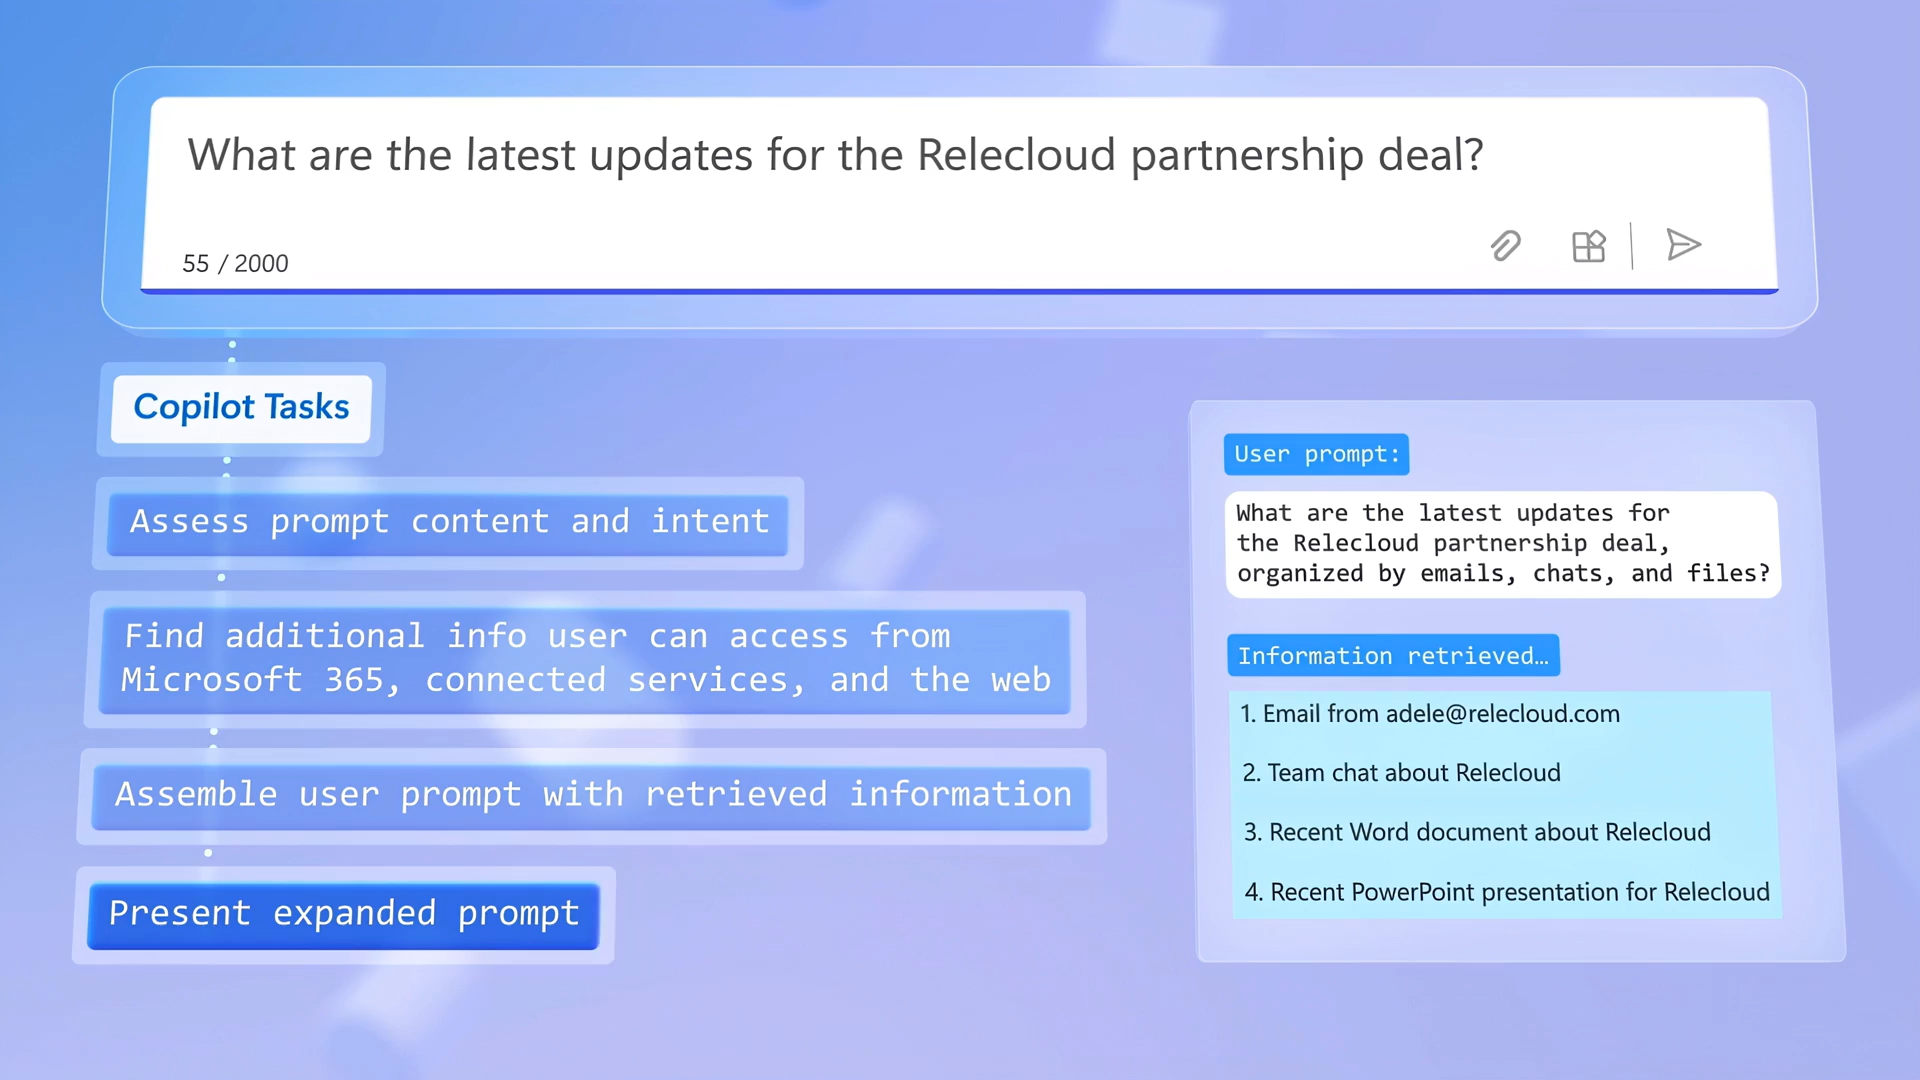 What are the latest updates for the Relecloud partnership deal?
55 / 2000
Copilot Tasks
Assess prompt content and intent
Find additional info user can access from
Microsoft 365, connected services, and the web
Assemble user prompt with retrieved information
Present expanded prompt
User prompt:
What are the latest updates for
the Relecloud partnership deal,
organized by emails, chats, and files?
Information retrieved…
1. Email from adele@relecloud.com
2. Team chat about Relecloud
3. Recent Word document about Relecloud
4. Recent PowerPoint presentation for Relecloud